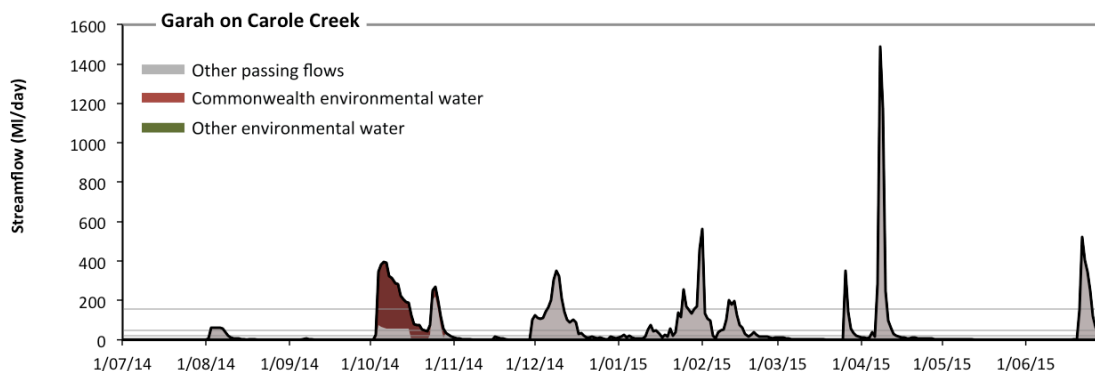 Garah on Carole Creek
Streamflow (Ml/day)
1600
1400
1200
1000
800
600
400
200
0
Other passing flows
Commonwealth environmental water
Other environmental water
1/07/14 1/08/14 1/09/14 1/10/14 1/11/14 1/12/14 1/01/15 1/02/15 1/03/15 1/04/15 1/05/15 1/06/15